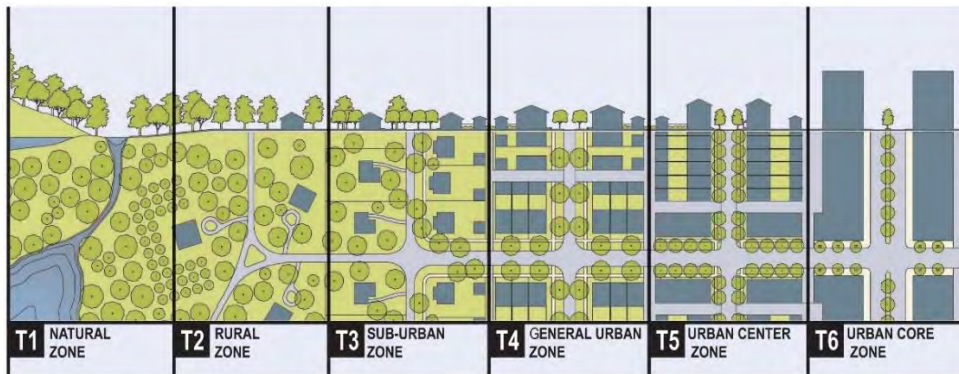 T1 NATURAL
ZONE
T2 RURAL
ZONE
T3 SUB-URBAN
ZONE
T4 GENERAL URBAN
ZONE
T5 URBAN CENTER
ZONE
T6 URBAN CORE
ZONE